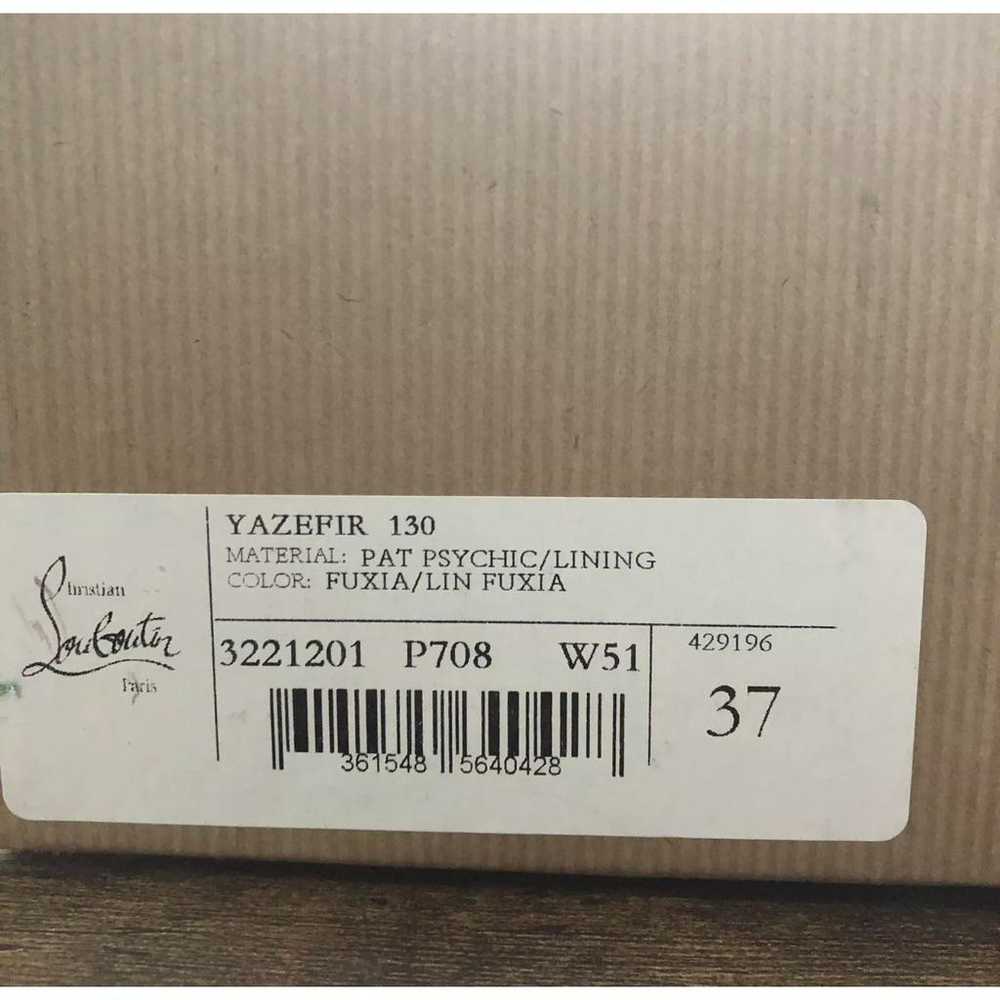 Christian
Louboutin
Paris
YAZEFIR 130
MATERIAL: PAT PSYCHIC/LINING
COLOR: FUXIA/LIN FUXIA
3221201 P708 W51
429196
37
361548 5640428